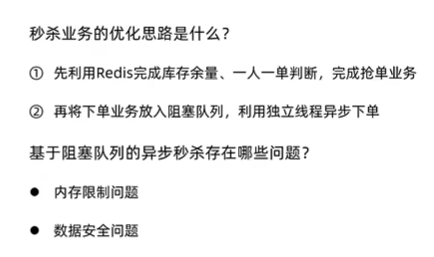 秒杀业务的优化思路是什么？
① 先利用Redis完成库存余量、一人一单判断，完成抢单业务
② 再将下单业务放入阻塞队列，利用独立线程异步下单
基于阻塞队列的异步秒杀存在哪些问题？
● 内存限制问题
● 数据安全问题